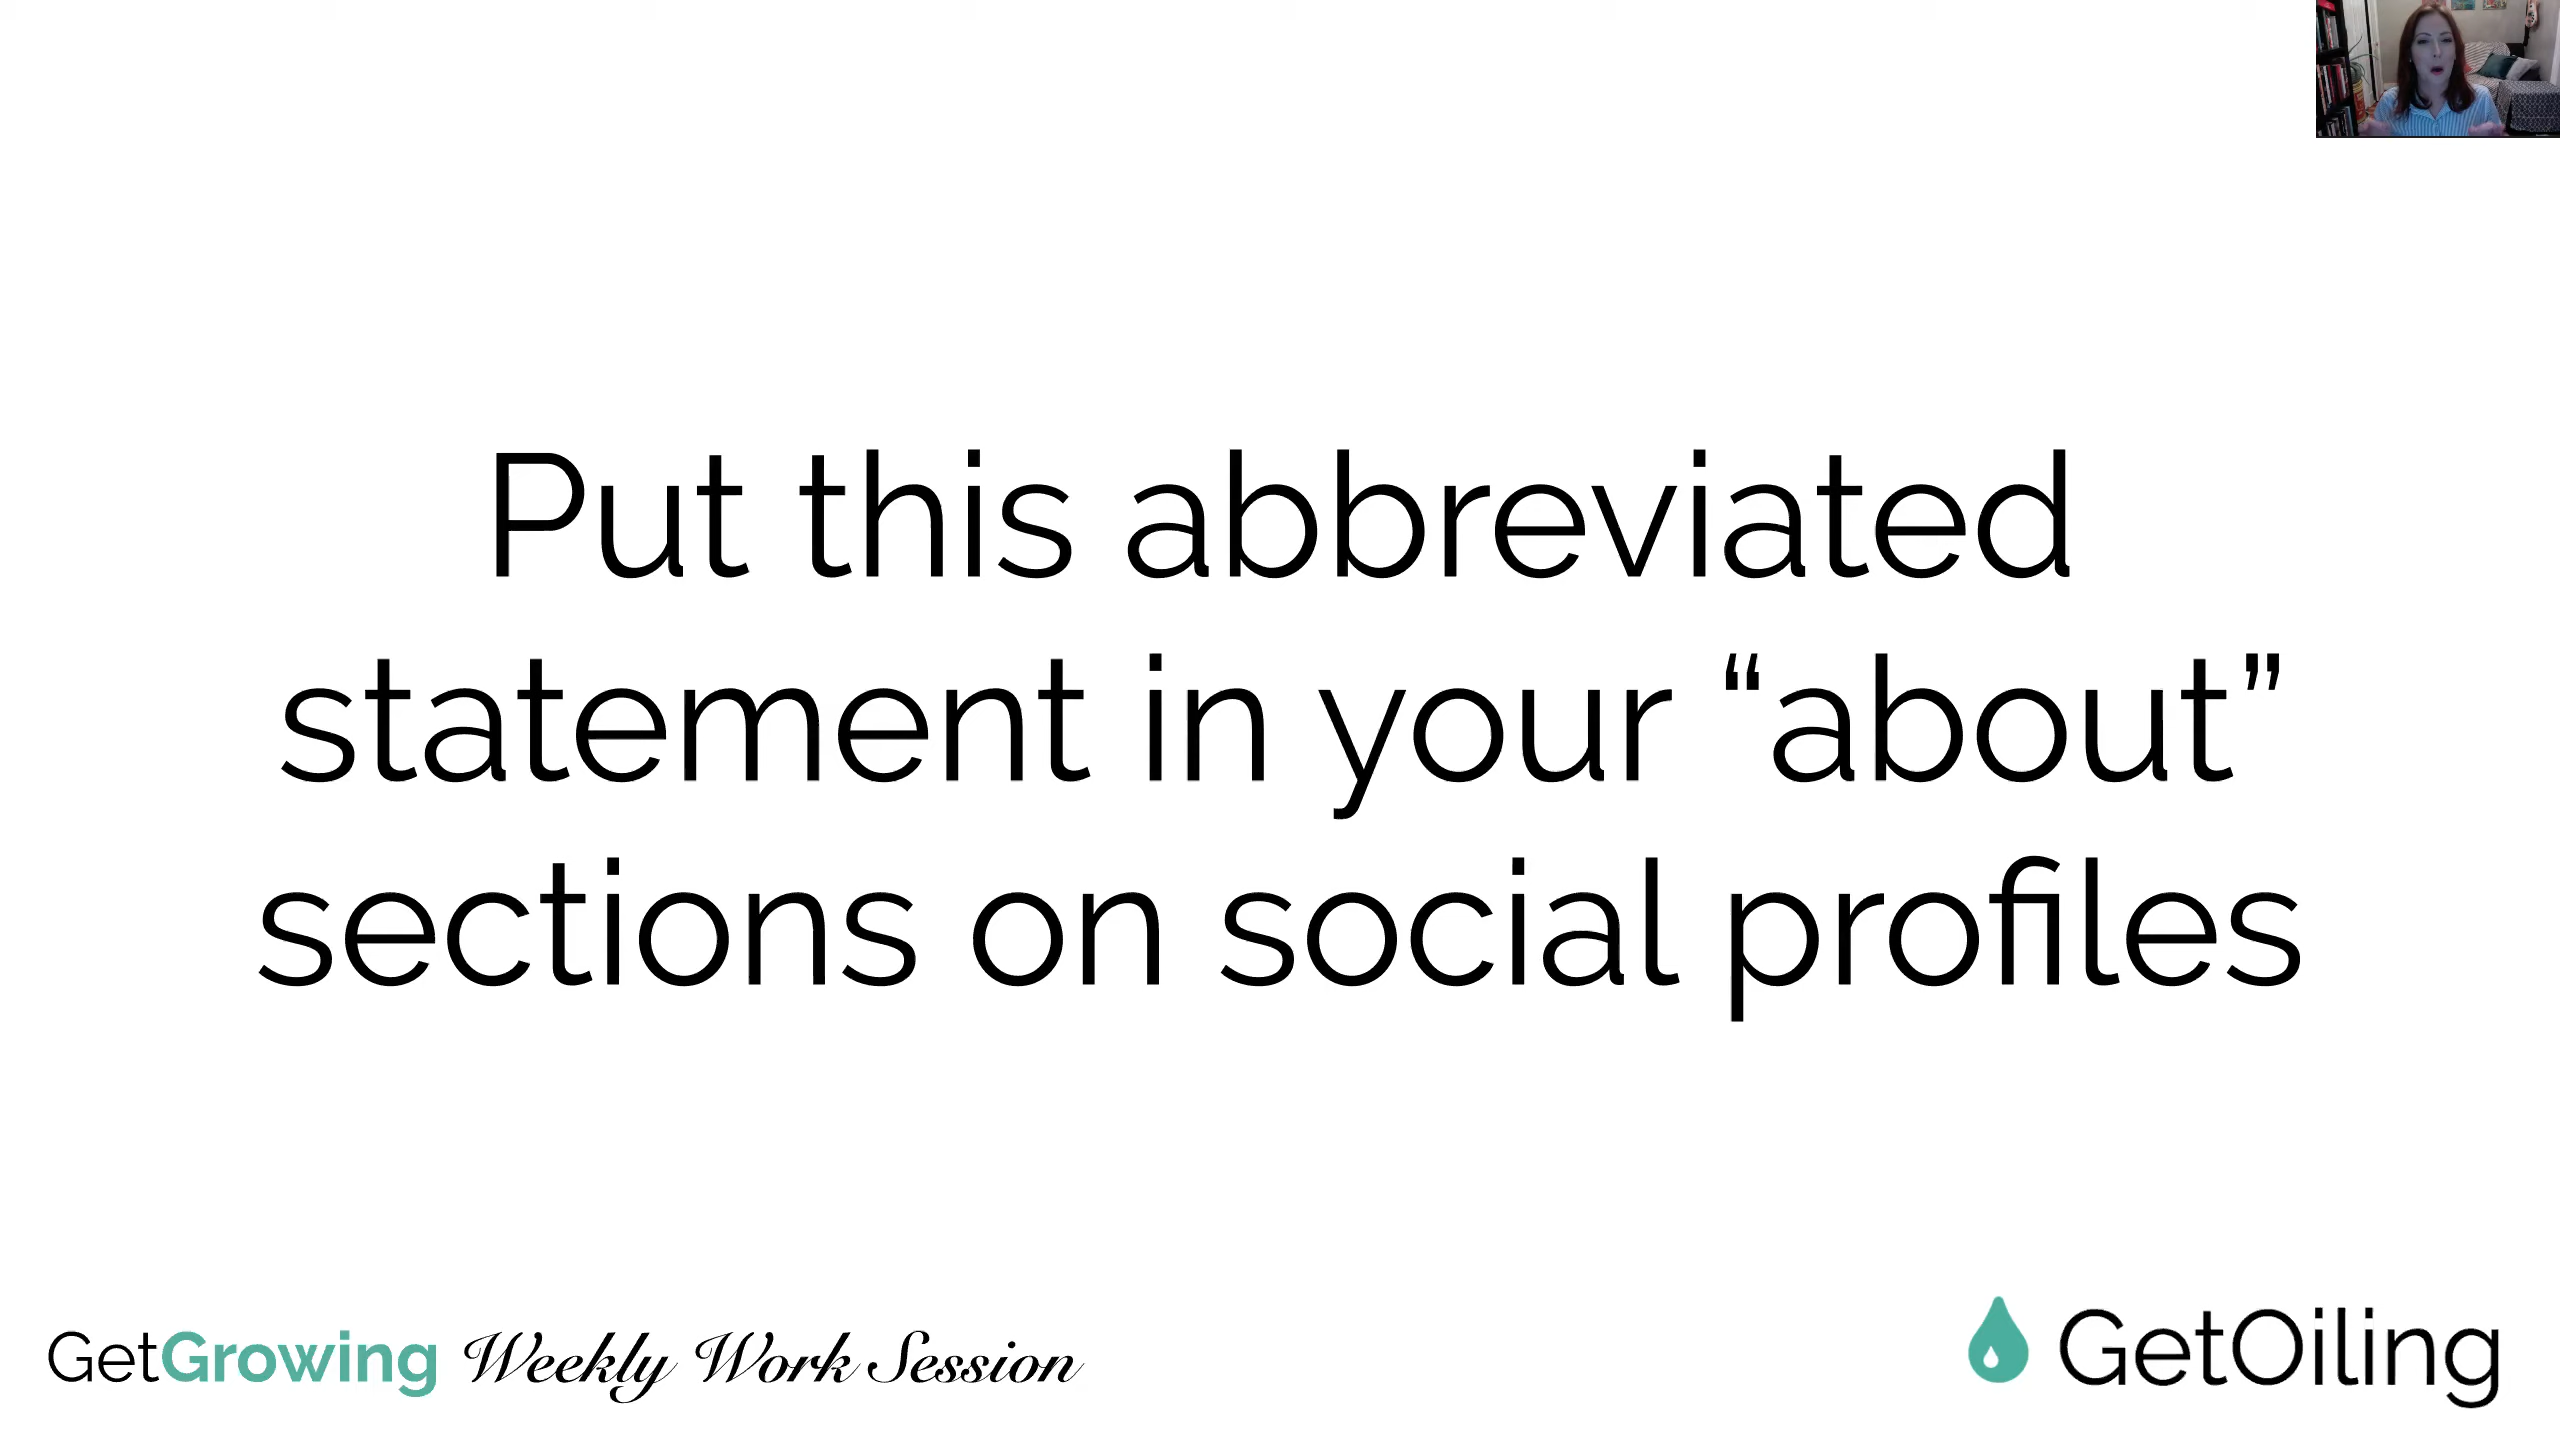 Put this abbreviated
statement in your “about”
sections on social profiles
GetGrowing Weekly Work Session
GetOiling